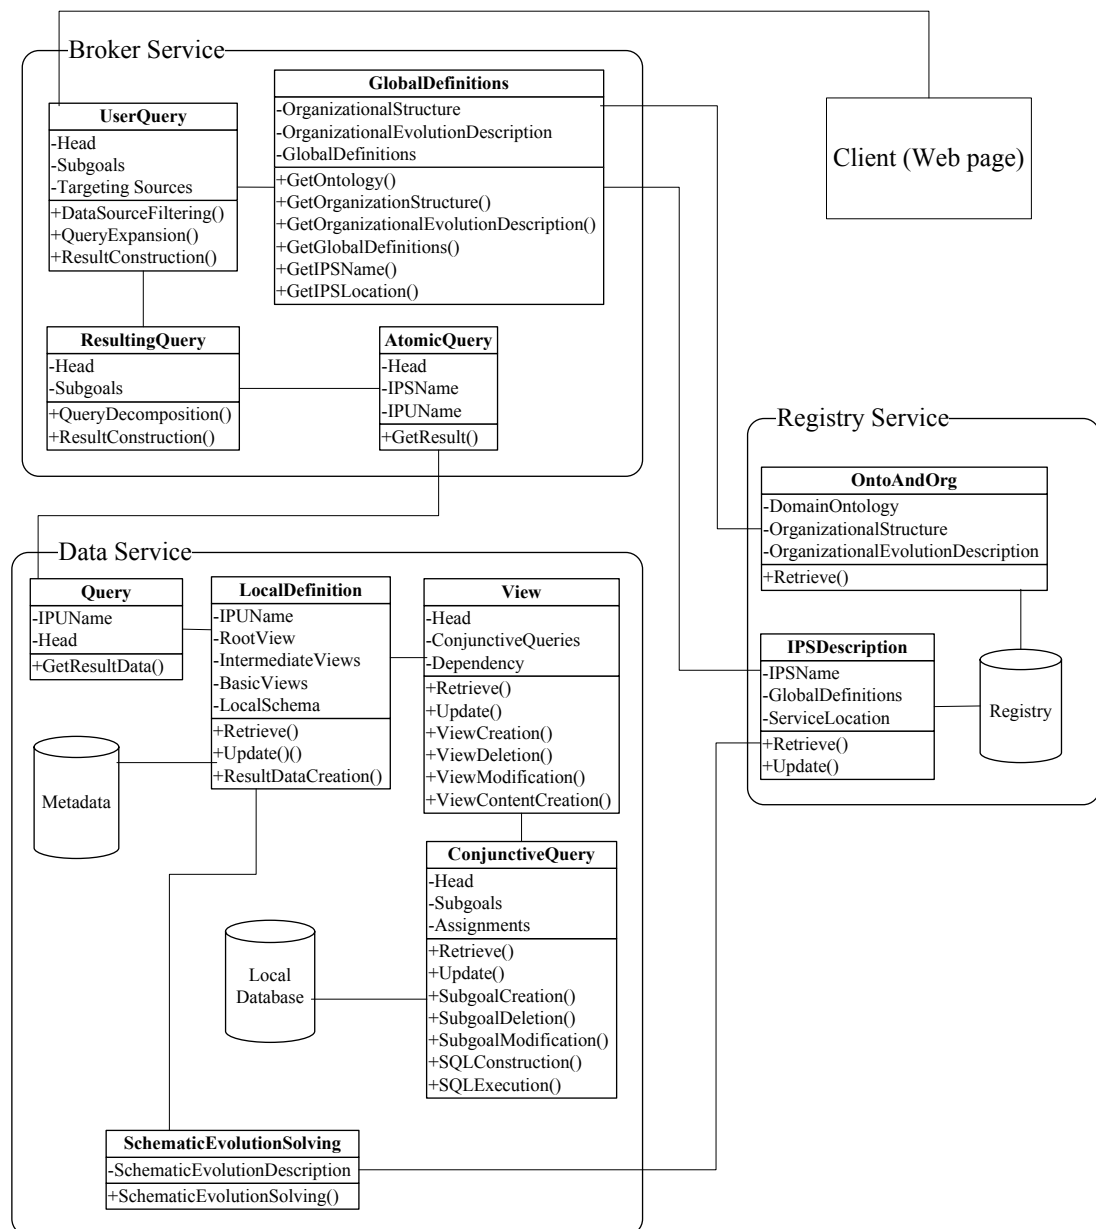 Broker Service
UserQuery
-Head
-Subgoals
-Targeting Sources
+DataSourceFiltering()
+QueryExpansion()
+ResultConstruction()
GlobalDefinitions
-OrganizationalStructure
-OrganizationalEvolutionDescription
-GlobalDefinitions
+GetOntology()
+GetOrganizationStructure()
+GetOrganizationalEvolutionDescription()
+GetGlobalDefinitions()
+GetIPSName()
+GetIPSLocation()
Client (Web page)
ResultingQuery
-Head
-Subgoals
+QueryDecomposition()
+ResultConstruction()
AtomicQuery
-Head
-IPSName
-IPUName
+GetResult()
Registry Service
OntoAndOrg
-DomainOntology
-OrganizationalStructure
-OrganizationalEvolutionDescription
+Retrieve()
IPSDescription
-IPSName
-GlobalDefinitions
-ServiceLocation
+Retrieve()
+Update()
Registry
Data Service
Query
-IPUName
-Head
+GetResultData()
LocalDefinition
-IPUName
-RootView
-IntermediateViews
-BasicViews
-LocalSchema
+Retrieve()
+Update()()
+ResultDataCreation()
View
-Head
-ConjunctiveQueries
-Dependency
+Retrieve()
+Update()
+ViewCreation()
+ViewDeletion()
+ViewModification()
+ViewContentCreation()
Metadata
ConjunctiveQuery
-Head
-Subgoals
-Assignments
+Retrieve()
+Update()
+SubgoalCreation()
+SubgoalDeletion()
+SubgoalModification()
+SQLConstruction()
+SQLExecution()
Local
Database
SchematicEvolutionSolving
-SchematicEvolutionDescription
+SchematicEvolutionSolving()